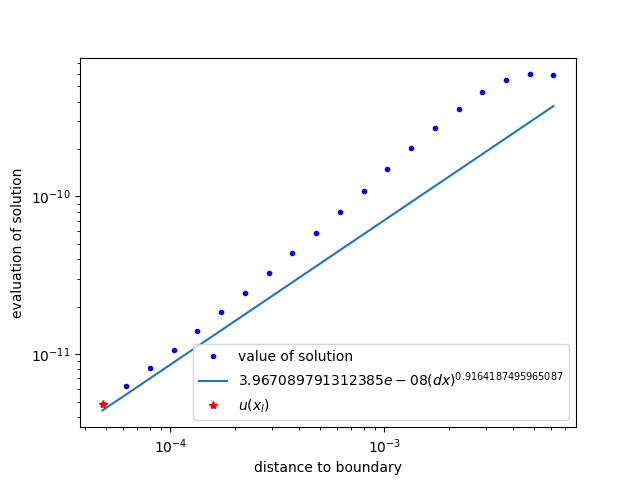 evaluation of solution
10⁻¹⁰
10⁻¹¹
value of solution
3.967089791312385e − 08(dx)^0.9164187495965087
u(x_l)
10⁻⁴
10⁻³
distance to boundary